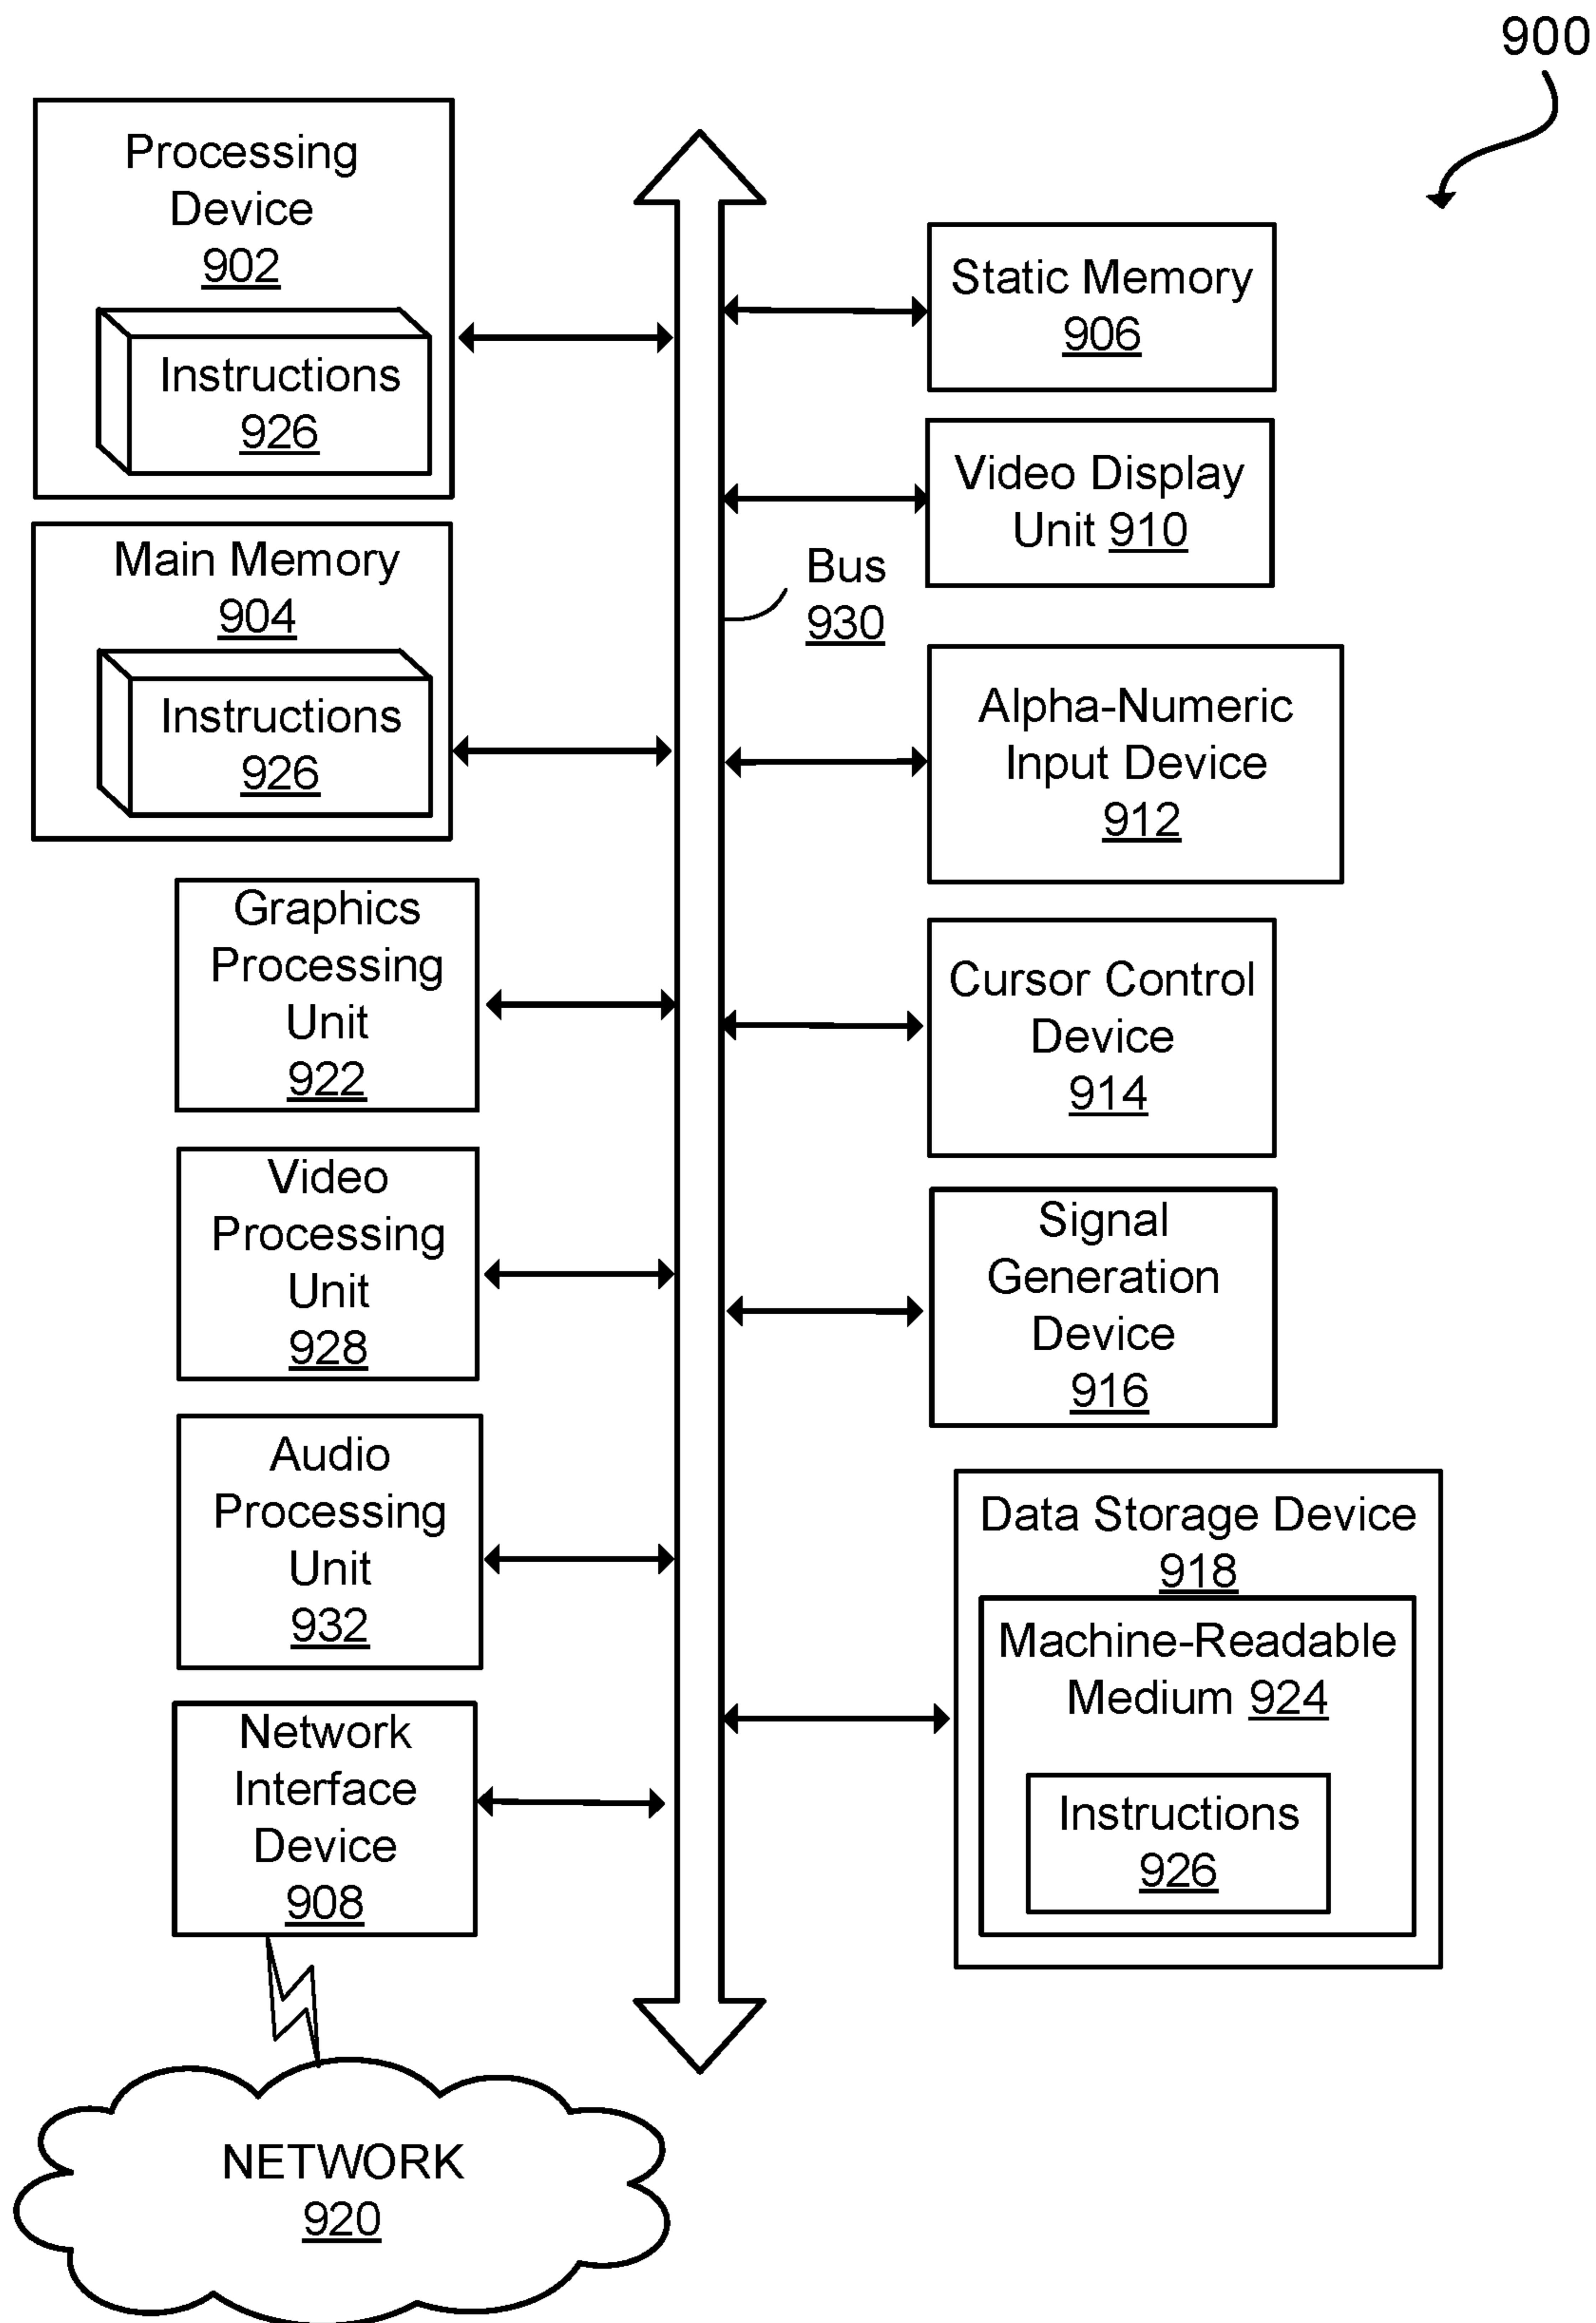 900
Processing
Device
902
Instructions
926
Main Memory
904
Instructions
926
Graphics
Processing
Unit
922
Video
Processing
Unit
928
Audio
Processing
Unit
932
Network
Interface
Device
908
NETWORK
920
Bus
930
Static Memory
906
Video Display
Unit 910
Alpha-Numeric
Input Device
912
Cursor Control
Device
914
Signal
Generation
Device
916
Data Storage Device
918
Machine-Readable
Medium 924
Instructions
926